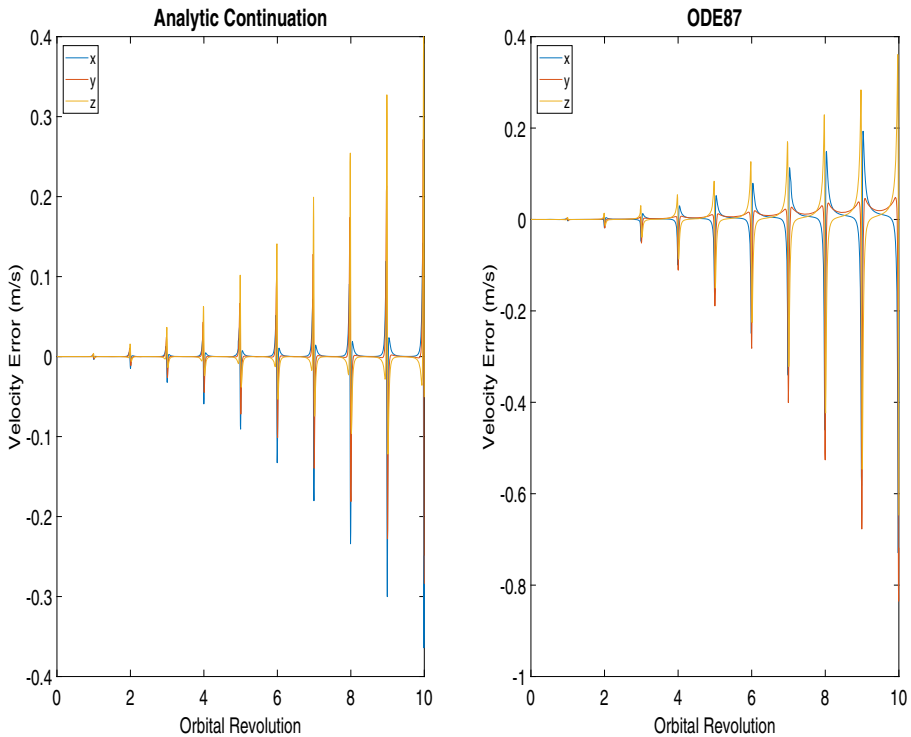 Analytic Continuation
0.4
0.3
0.2
0.1
0
-0.1
-0.2
-0.3
-0.4
Velocity Error (m/s)
x
y
z
0 2 4 6 8 10
Orbital Revolution
ODE87
0.4
0.2
0
-0.2
-0.4
-0.6
-0.8
-1
Velocity Error (m/s)
x
y
z
0 2 4 6 8 10
Orbital Revolution